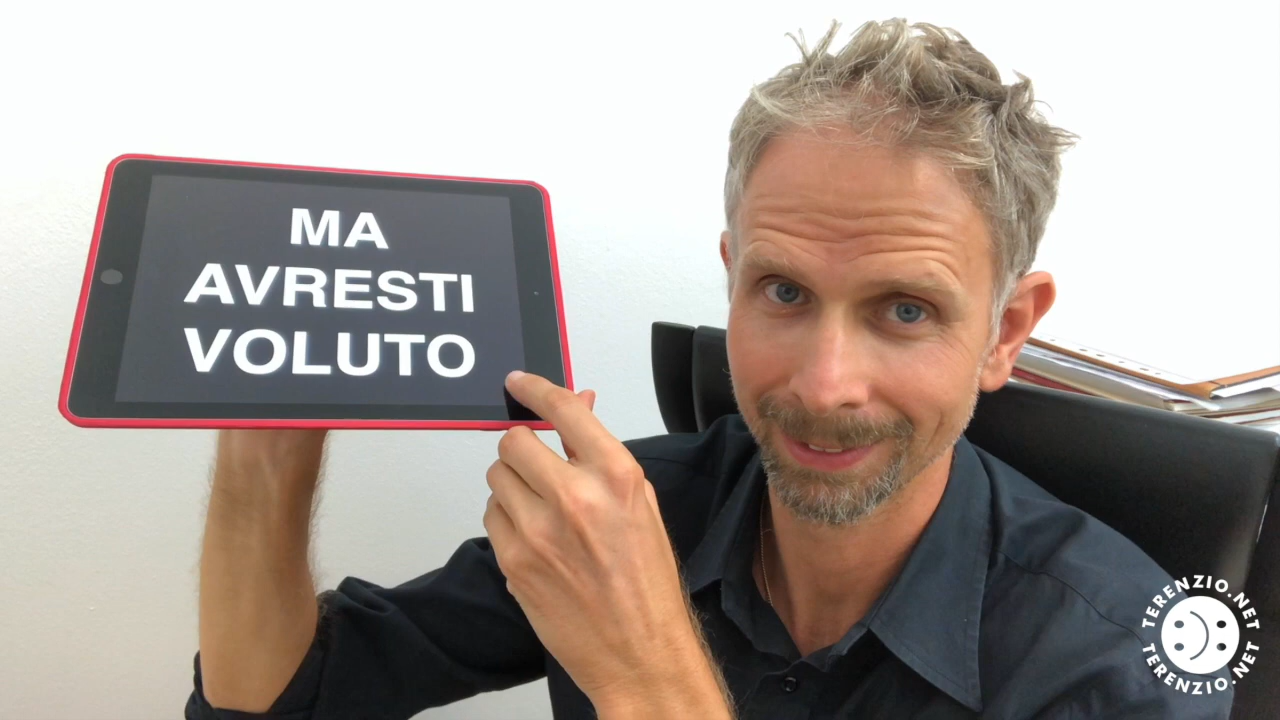 MA
AVRESTI
VOLUTO
TERENZIO.NET
TERENZIO.NET